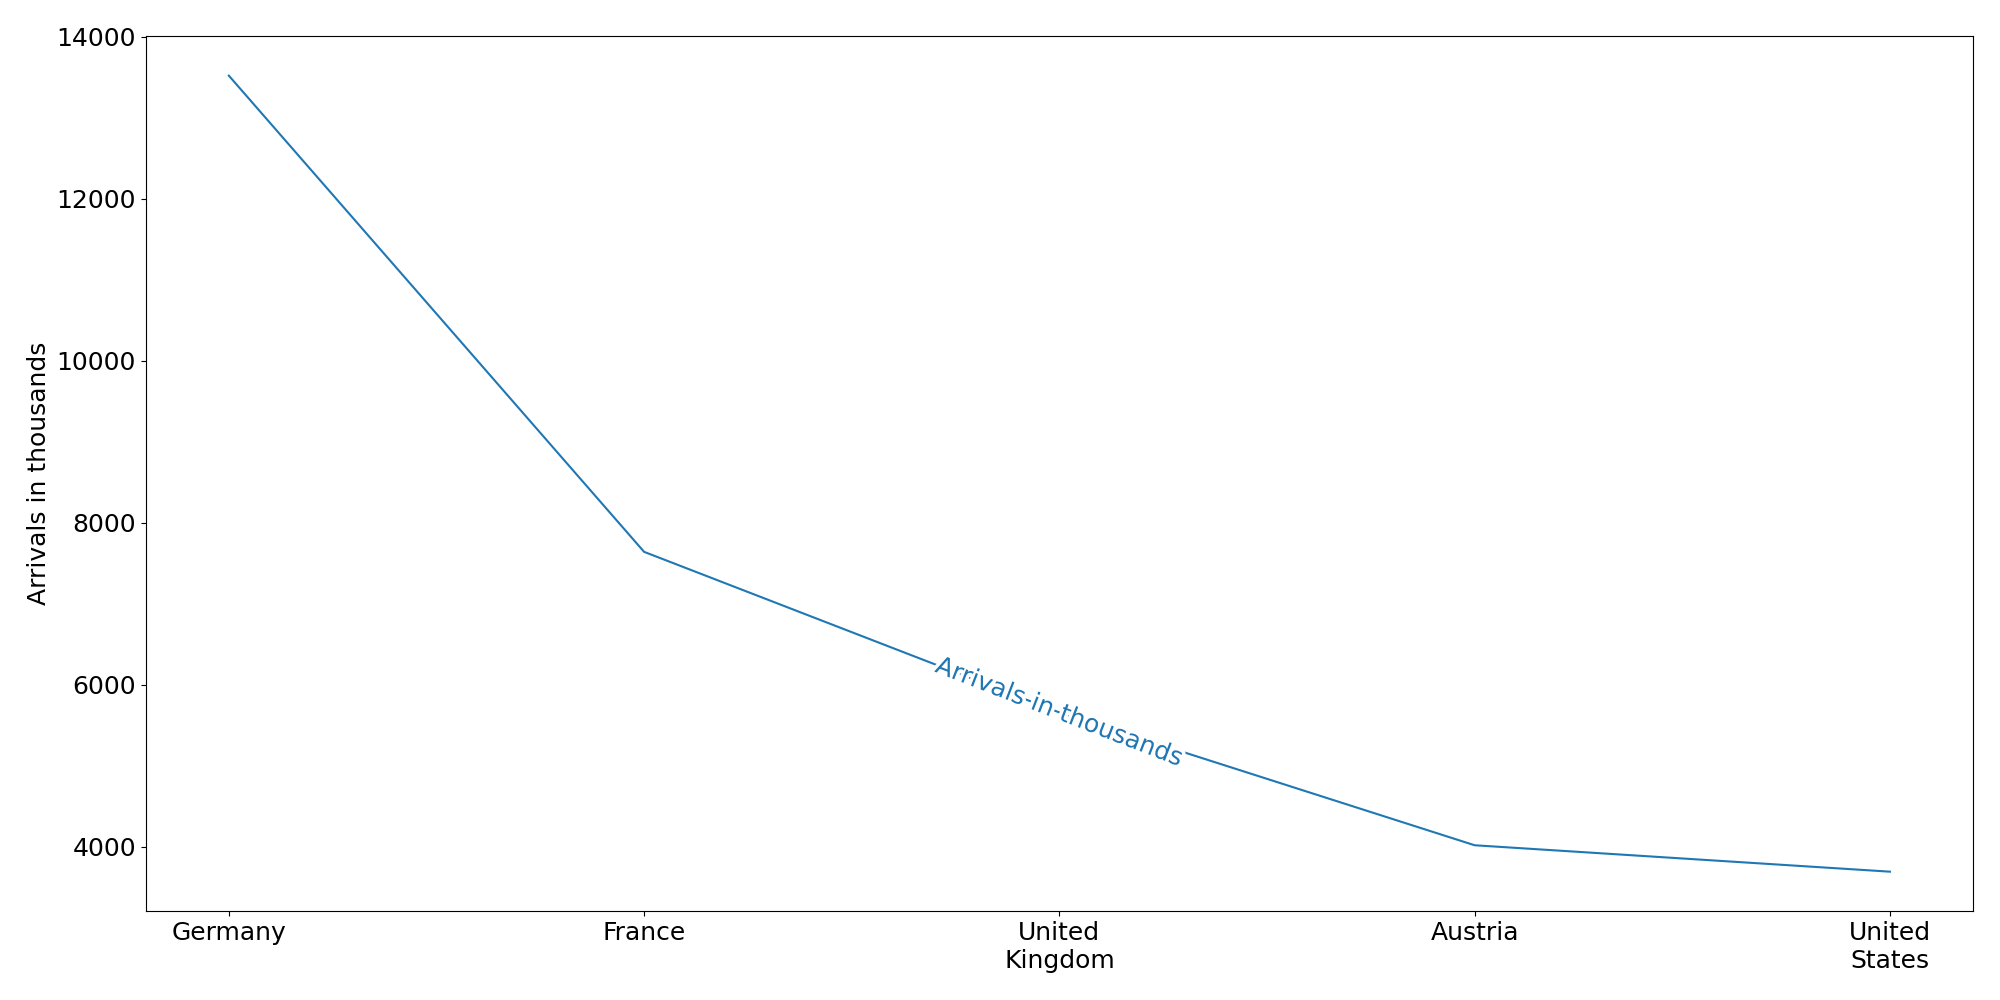 14000
12000
10000
8000
6000
4000
Arrivals in thousands
Arrivals-in-thousands
Germany
France
United
Kingdom
Austria
United
States